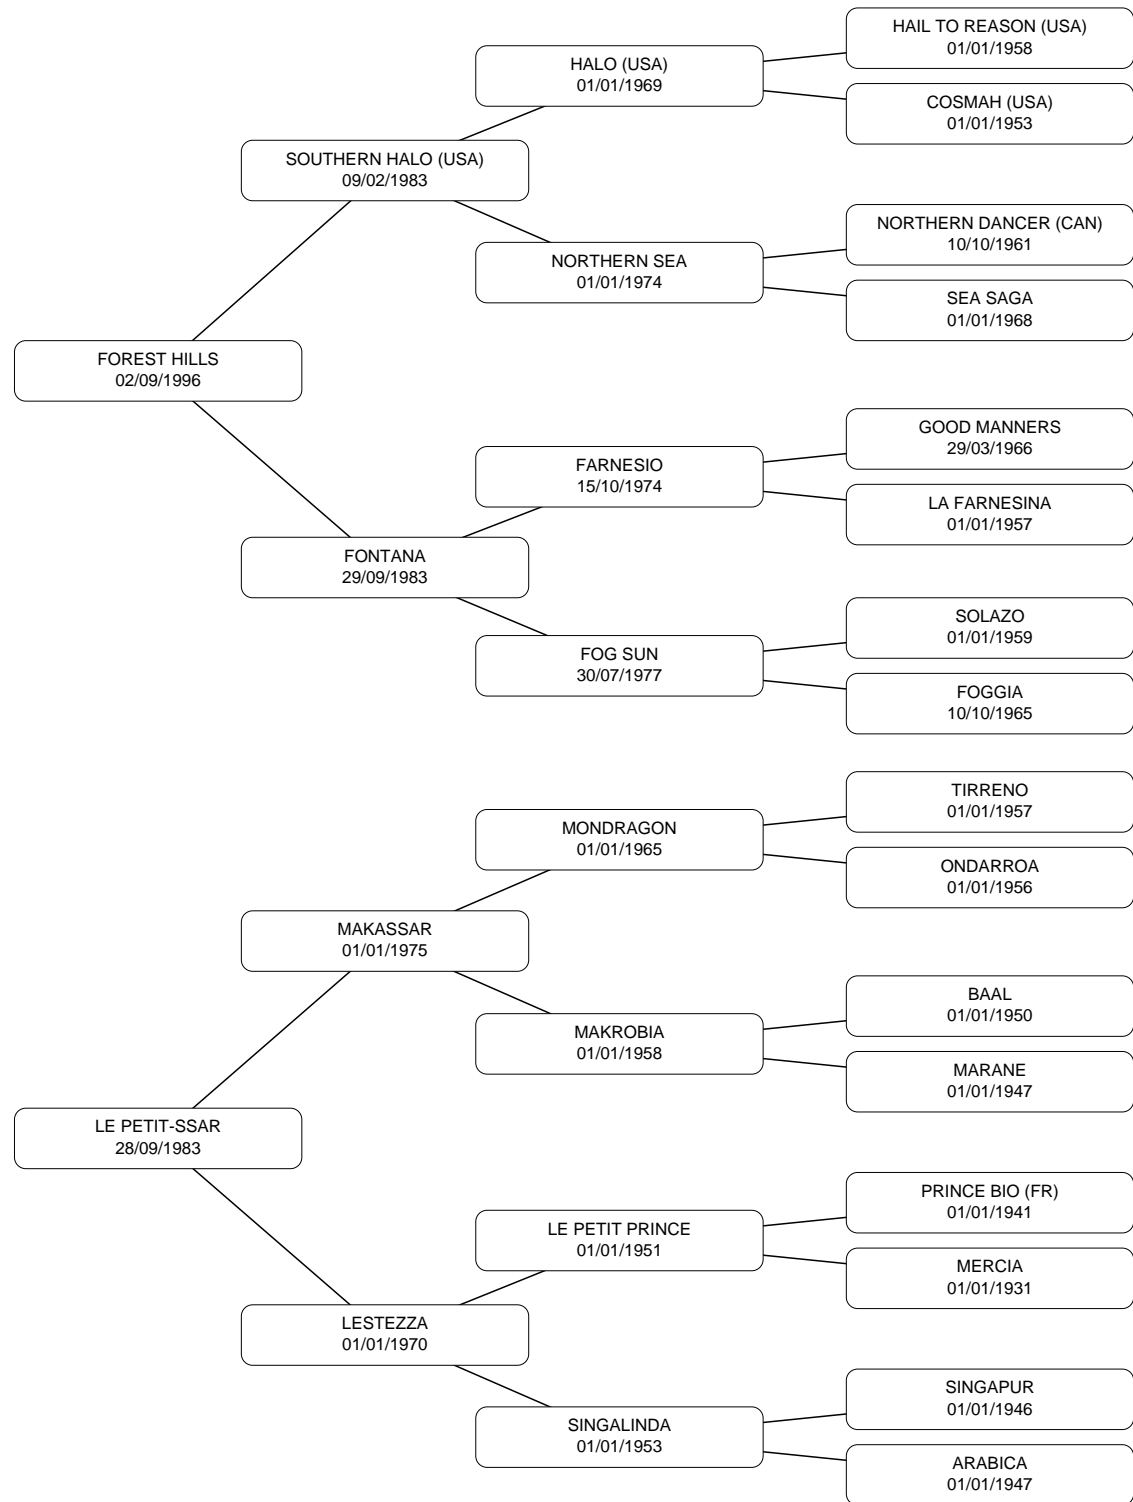 HAIL TO REASON (USA)
01/01/1958
HALO (USA)
01/01/1969
COSMAH (USA)
01/01/1953
SOUTHERN HALO (USA)
09/02/1983
NORTHERN DANCER (CAN)
10/10/1961
NORTHERN SEA
01/01/1974
SEA SAGA
01/01/1968
FOREST HILLS
02/09/1996
GOOD MANNERS
29/03/1966
FARNESIO
15/10/1974
LA FARNESINA
01/01/1957
FONTANA
29/09/1983
SOLAZO
01/01/1959
FOG SUN
30/07/1977
FOGGIA
10/10/1965
TIRRENO
01/01/1957
MONDRAGON
01/01/1965
ONDARROA
01/01/1956
MAKASSAR
01/01/1975
BAAL
01/01/1950
MAKROBIA
01/01/1958
MARANE
01/01/1947
LE PETIT-SSAR
28/09/1983
PRINCE BIO (FR)
01/01/1941
LE PETIT PRINCE
01/01/1951
MERCIA
01/01/1931
LESTEZZA
01/01/1970
SINGAPUR
01/01/1946
SINGALINDA
01/01/1953
ARABICA
01/01/1947